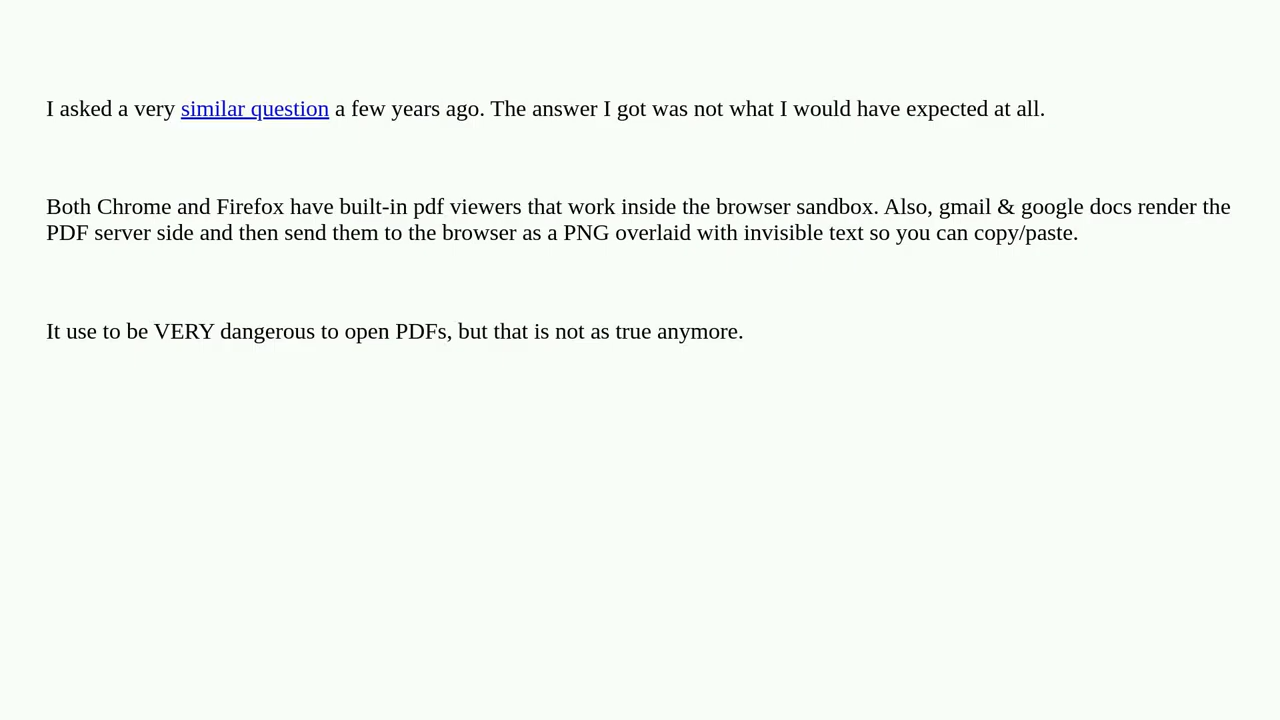 I asked a very similar question a few years ago. The answer I got was not what I would have expected at all.
Both Chrome and Firefox have built-in pdf viewers that work inside the browser sandbox. Also, gmail & google docs render the
PDF server side and then send them to the browser as a PNG overlaid with invisible text so you can copy/paste.
It use to be VERY dangerous to open PDFs, but that is not as true anymore.